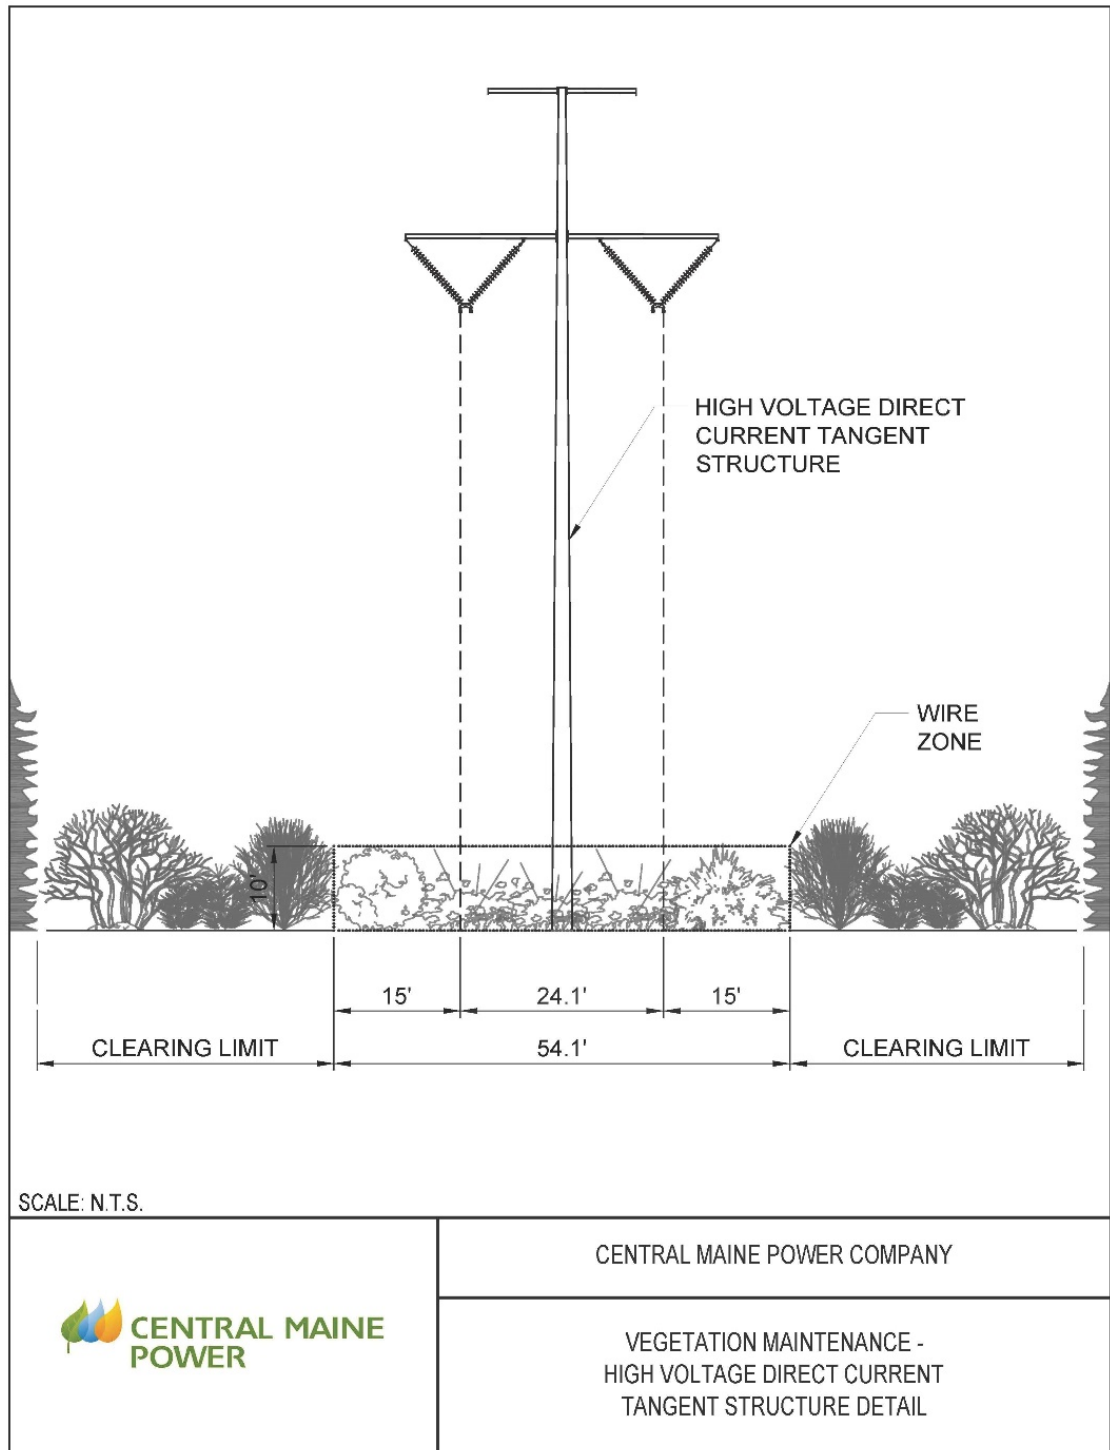 HIGH VOLTAGE DIRECT
CURRENT TANGENT
STRUCTURE
WIRE
ZONE
10'
15'
24.1'
15'
CLEARING LIMIT
54.1'
CLEARING LIMIT
SCALE: N.T.S.
CENTRAL MAINE POWER COMPANY
CENTRAL MAINE
POWER
VEGETATION MAINTENANCE -
HIGH VOLTAGE DIRECT CURRENT
TANGENT STRUCTURE DETAIL